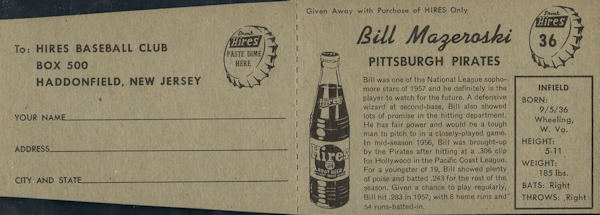 To: HIRES BASEBALL CLUB
BOX 500
HADDONFIELD, NEW JERSEY
YOUR NAME
ADDRESS
CITY AND STATE
Drink
Hires
PASTE DIME
HERE
Given Away with Purchase of HIRES Only
Bill Mazeroski
PITTSBURGH PIRATES
Drink
Hires
36
Hires
Bill was one of the National League sopho-
more stars of 1957 and he definitely is the
player to watch for the future. A defensive
wizard at second-base, Bill also showed
lots of promise in the hitting department.
He has fair power and would be a tough
man to pitch to in a closely-played game.
In mid-season 1956, Bill was brought-up
by the Pirates after hitting at a .306 clip
for Hollywood in the Pacific Coast League.
For a youngster of 19, Bill showed plenty
of poise and batted .243 for the rest of the
season. Given a chance to play regularly,
Bill hit .283 in 1957, with 8 home runs and
54 runs-batted-in.
INFIELD
BORN:
9/5/36
Wheeling,
W. Va.
HEIGHT:
5-11
WEIGHT:
185 lbs.
BATS: Right
THROWS: Right